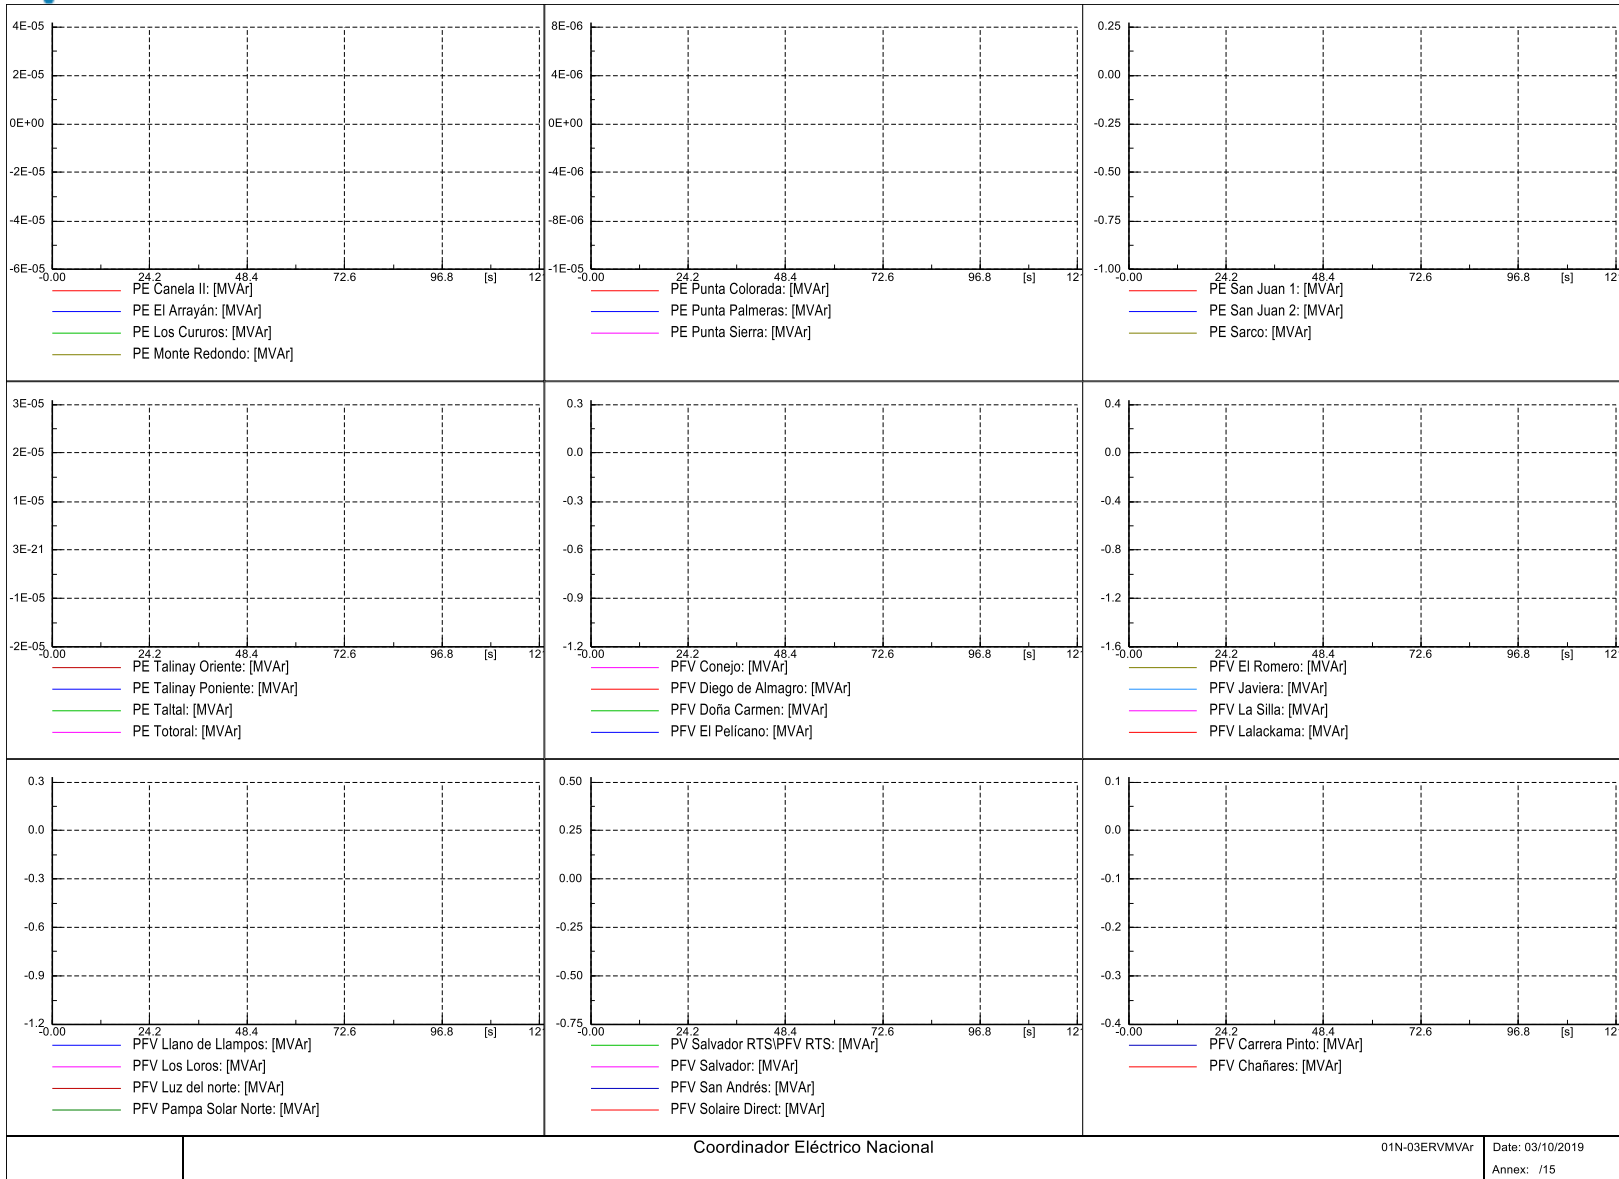 4E-05
2E-05
0E+00
-2E-05
-4E-05
-6E-05
-0.00 24.2 48.4 72.6 96.8 [s]
PE Canela II: [MVAr]
PE El Arrayán: [MVAr]
PE Los Cururos: [MVAr]
PE Monte Redondo: [MVAr]
8E-06
4E-06
0E+00
-4E-06
-8E-06
-1E-05
-0.00 24.2 48.4 72.6 96.8 [s]
PE Punta Colorada: [MVAr]
PE Punta Palmeras: [MVAr]
PE Punta Sierra: [MVAr]
0.25
0.00
-0.25
-0.50
-0.75
-1.00
-0.00 24.2 48.4 72.6 96.8 [s] 12
PE San Juan 1: [MVAr]
PE San Juan 2: [MVAr]
PE Sarco: [MVAr]
3E-05
2E-05
1E-05
3E-21
-1E-05
-2E-05
-0.00 24.2 48.4 72.6 96.8 [s]
PE Talinay Oriente: [MVAr]
PE Talinay Poniente: [MVAr]
PE Taltal: [MVAr]
PE Totoral: [MVAr]
0.3
0.0
-0.3
-0.6
-0.9
-1.2
-0.00 24.2 48.4 72.6 96.8 [s]
PFV Conejo: [MVAr]
PFV Diego de Almagro: [MVAr]
PFV Doña Carmen: [MVAr]
PFV El Pelícano: [MVAr]
0.4
0.0
-0.4
-0.8
-1.2
-1.6
-0.00 24.2 48.4 72.6 96.8 [s] 12
PFV El Romero: [MVAr]
PFV Javiera: [MVAr]
PFV La Silla: [MVAr]
PFV Lalackama: [MVAr]
0.3
0.0
-0.3
-0.6
-0.9
-1.2
-0.00 24.2 48.4 72.6 96.8 [s]
PFV Llano de Llampos: [MVAr]
PFV Los Loros: [MVAr]
PFV Luz del norte: [MVAr]
PFV Pampa Solar Norte: [MVAr]
0.50
0.25
0.00
-0.25
-0.50
-0.75
-0.00 24.2 48.4 72.6 96.8 [s]
PV Salvador RTS\PFV RTS: [MVAr]
PFV Salvador: [MVAr]
PFV San Andrés: [MVAr]
PFV Solaire Direct: [MVAr]
0.1
0.0
-0.1
-0.2
-0.3
-0.4
-0.00 24.2 48.4 72.6 96.8 [s] 12
PFV Carrera Pinto: [MVAr]
PFV Chañares: [MVAr]
Coordinador Eléctrico Nacional
01N-03ERVMVAr
Date: 03/10/2019
Annex: /15